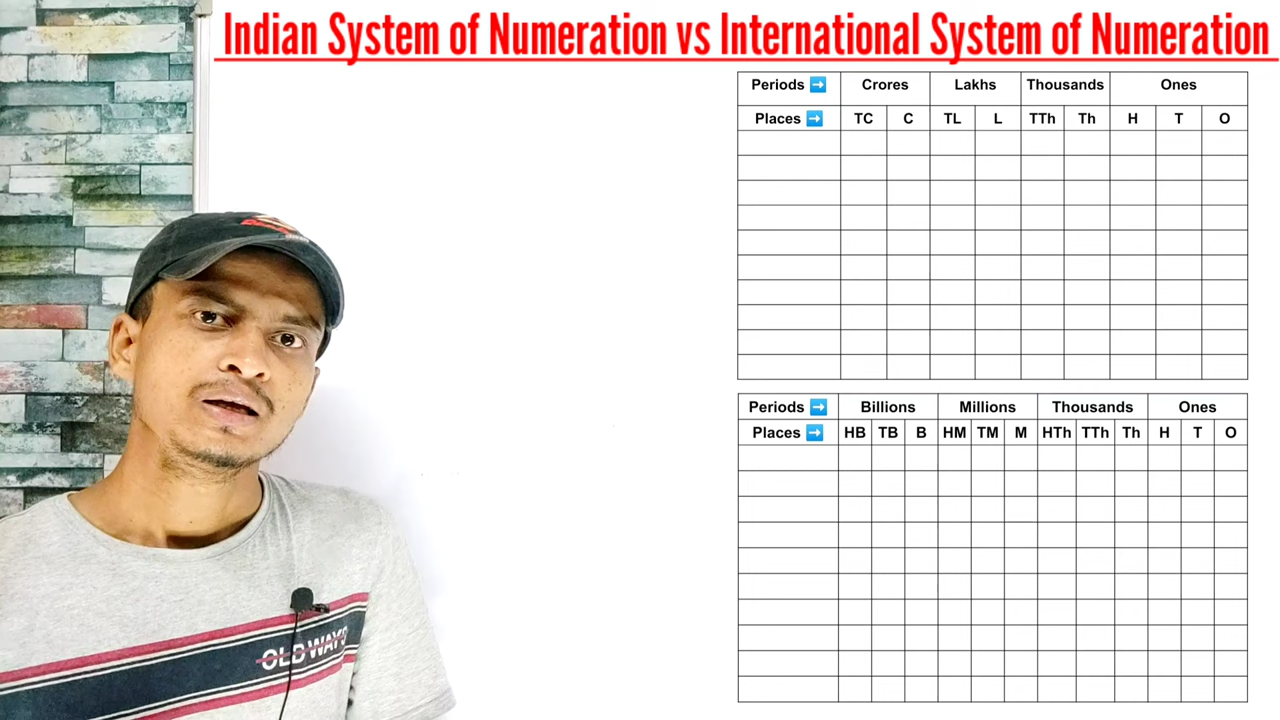 Indian System of Numeration vs International System of Numeration
Periods ➡ Crores Lakhs Thousands Ones
Places ➡ TC C TL L TTh Th H T O
Periods ➡ Billions Millions Thousands Ones
Places ➡ HB TB B HM TM M HTh TTh Th H T O
OLD WAYS